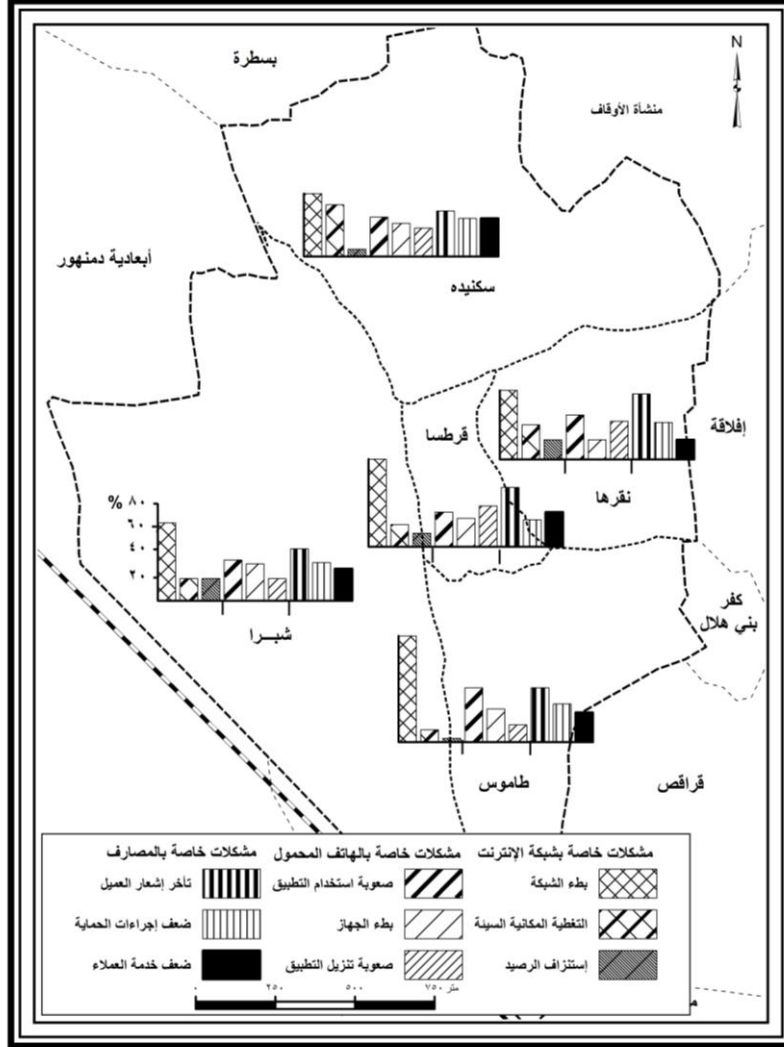 بسطرة
N
منشأة الأوقاف
أبعادية دمنهور
سكنيده
قرطسا
إفلاقة
نقرها
% ٨٠
٦٠
٤٠
٢٠
كفر
بني هلال
شبــرا
طاموس
قراقص
مشكلات خاصة بشبكة الإنترنت
بطء الشبكة
التغطية المكانية السيئة
إستنزاف الرصيد
مشكلات خاصة بالهاتف المحمول
صعوبة استخدام التطبيق
بطء الجهاز
صعوبة تنزيل التطبيق
مشكلات خاصة بالمصارف
تأخر إشعار العميل
ضعف إجراءات الحماية
ضعف خدمة العملاء
٠ ٢٥٠ ٥٠٠ ٧٥٠ متر